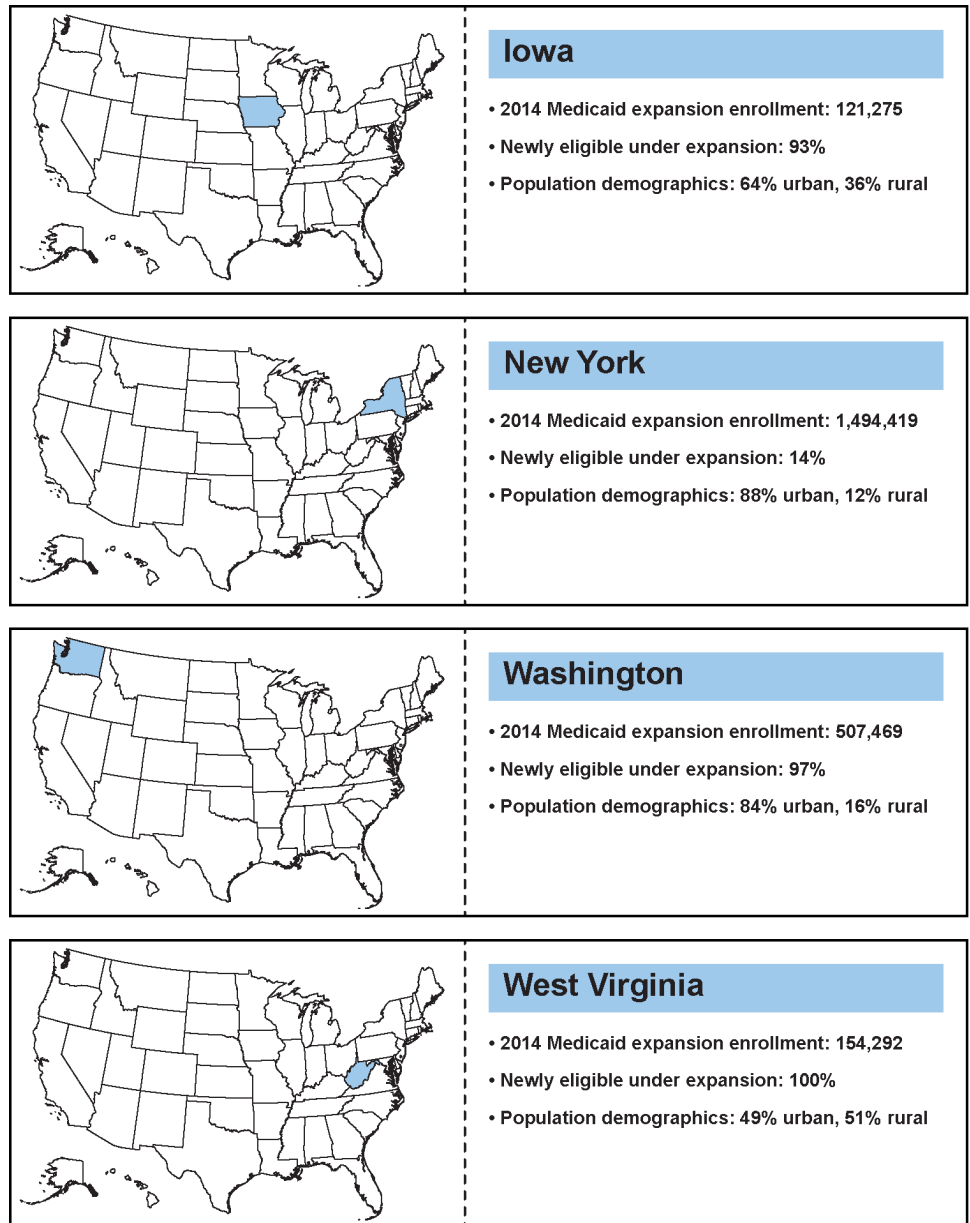 Iowa
• 2014 Medicaid expansion enrollment: 121,275
• Newly eligible under expansion: 93%
• Population demographics: 64% urban, 36% rural
New York
• 2014 Medicaid expansion enrollment: 1,494,419
• Newly eligible under expansion: 14%
• Population demographics: 88% urban, 12% rural
Washington
• 2014 Medicaid expansion enrollment: 507,469
• Newly eligible under expansion: 97%
• Population demographics: 84% urban, 16% rural
West Virginia
• 2014 Medicaid expansion enrollment: 154,292
• Newly eligible under expansion: 100%
• Population demographics: 49% urban, 51% rural